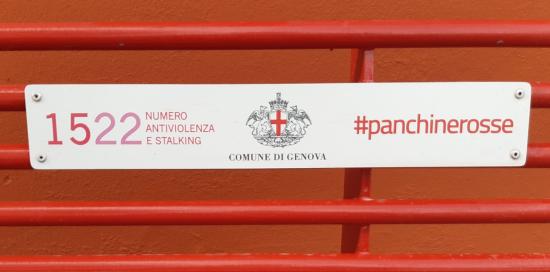 1522
NUMERO
ANTIVIOLENZA
E STALKING
COMUNE DI GENOVA
#panchinerosse